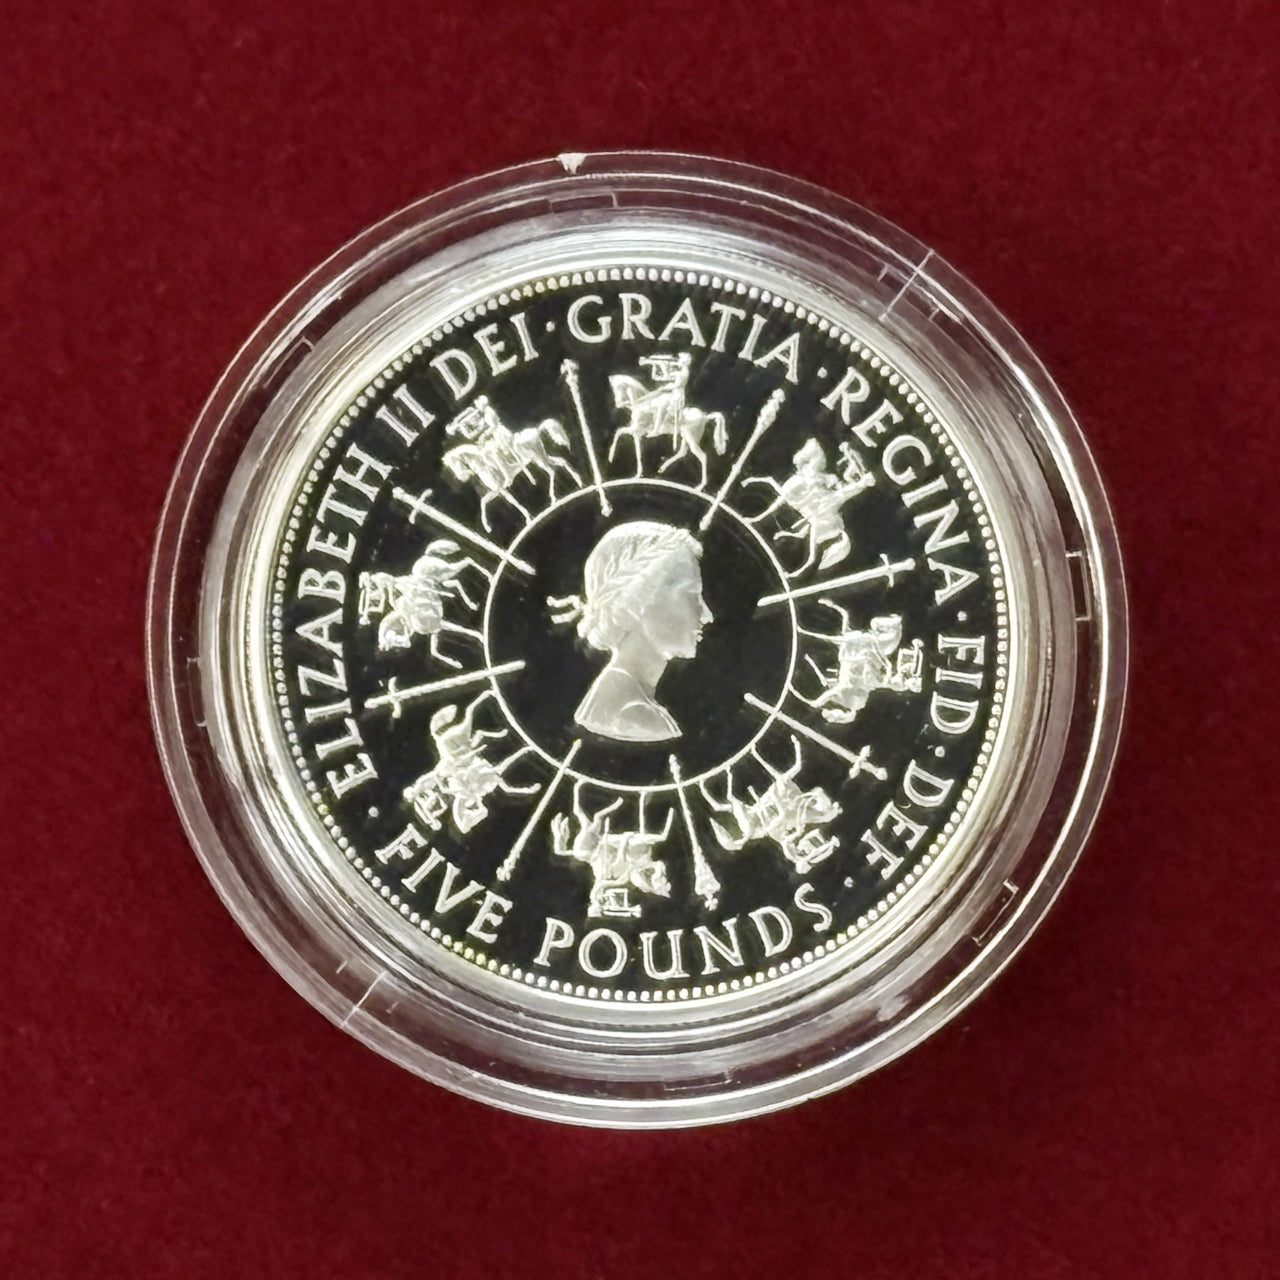 ELIZABETH II DEI · GRATIA · REGINA · FID · DEF ·
FIVE POUNDS ·